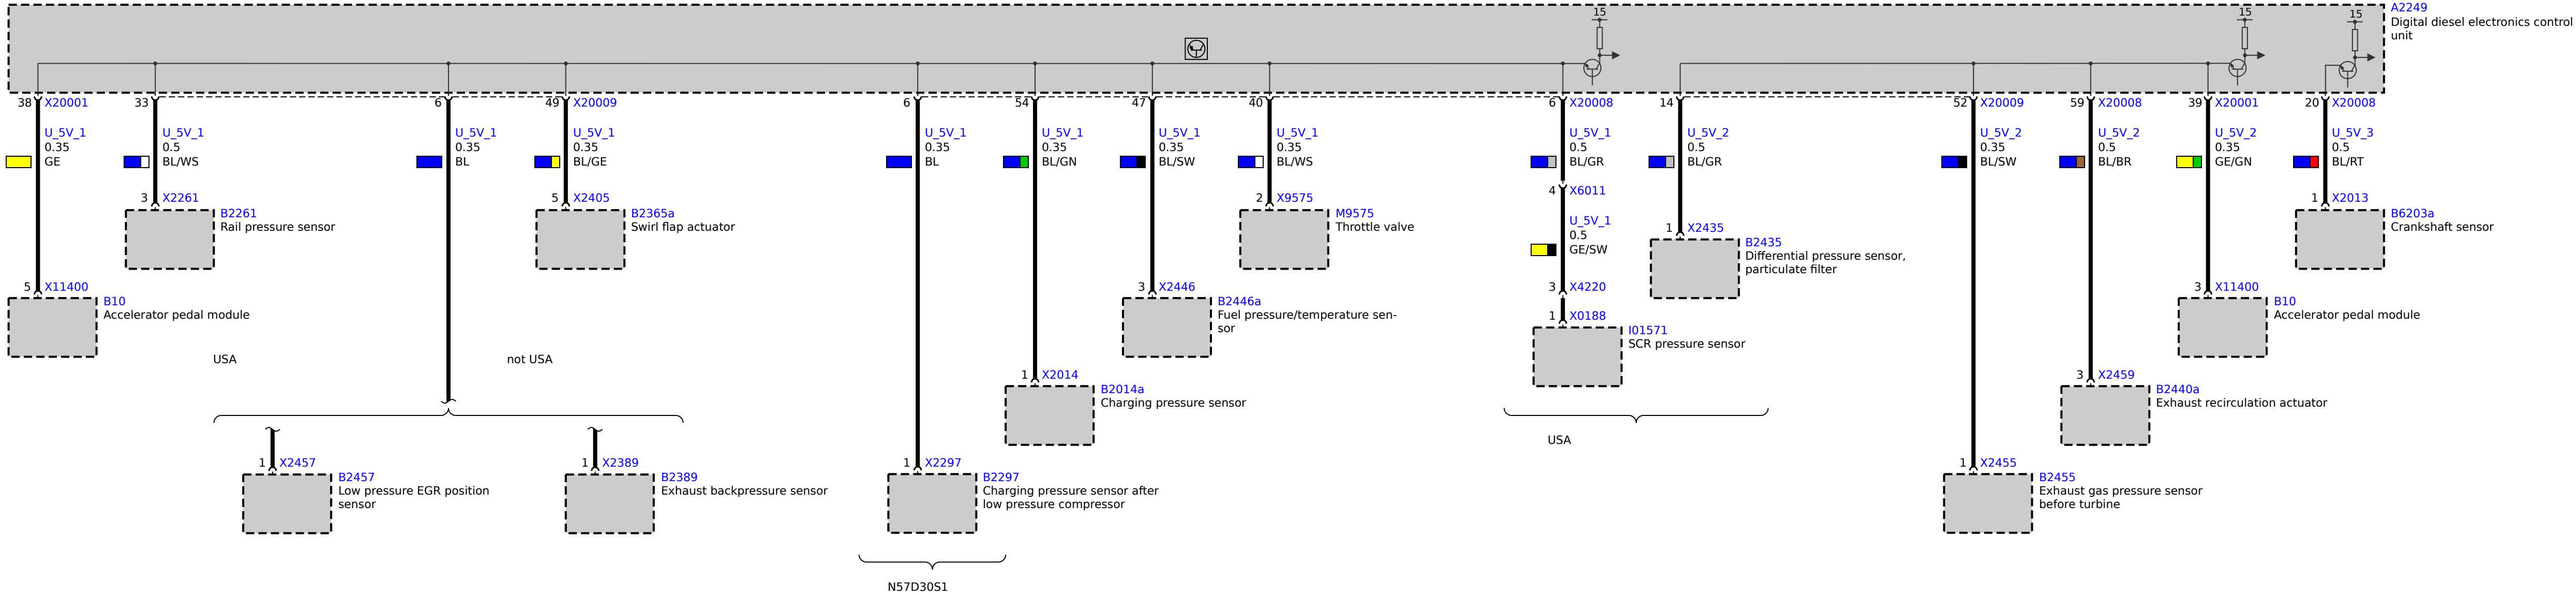 15
15
15
A2249
Digital diesel electronics control
unit
38 X20001
33
6
49 X20009
6
54
47
40
6 X20008
14
52 X20009
59 X20008
39 X20001
20 X20008
U_5V_1
0.35
GE
U_5V_1
0.5
BL/WS
U_5V_1
0.35
BL
U_5V_1
0.35
BL/GE
U_5V_1
0.35
BL
U_5V_1
0.35
BL/GN
U_5V_1
0.35
BL/SW
U_5V_1
0.35
BL/WS
U_5V_1
0.5
BL/GR
U_5V_2
0.5
BL/GR
U_5V_2
0.35
BL/SW
U_5V_2
0.5
BL/BR
U_5V_2
0.35
GE/GN
U_5V_3
0.5
BL/RT
3 X2261
B2261
Rail pressure sensor
5 X2405
B2365a
Swirl flap actuator
2 X9575
M9575
Throttle valve
4 X6011
U_5V_1
0.5
GE/SW
3 X4220
1 X0188
I01571
SCR pressure sensor
1 X2435
B2435
Differential pressure sensor,
particulate filter
1 X2013
B6203a
Crankshaft sensor
5 X11400
B10
Accelerator pedal module
3 X2446
B2446a
Fuel pressure/temperature sen-
sor
3 X11400
B10
Accelerator pedal module
USA
not USA
1 X2014
B2014a
Charging pressure sensor
3 X2459
B2440a
Exhaust recirculation actuator
USA
1 X2457
B2457
Low pressure EGR position
sensor
1 X2389
B2389
Exhaust backpressure sensor
1 X2297
B2297
Charging pressure sensor after
low pressure compressor
1 X2455
B2455
Exhaust gas pressure sensor
before turbine
N57D30S1